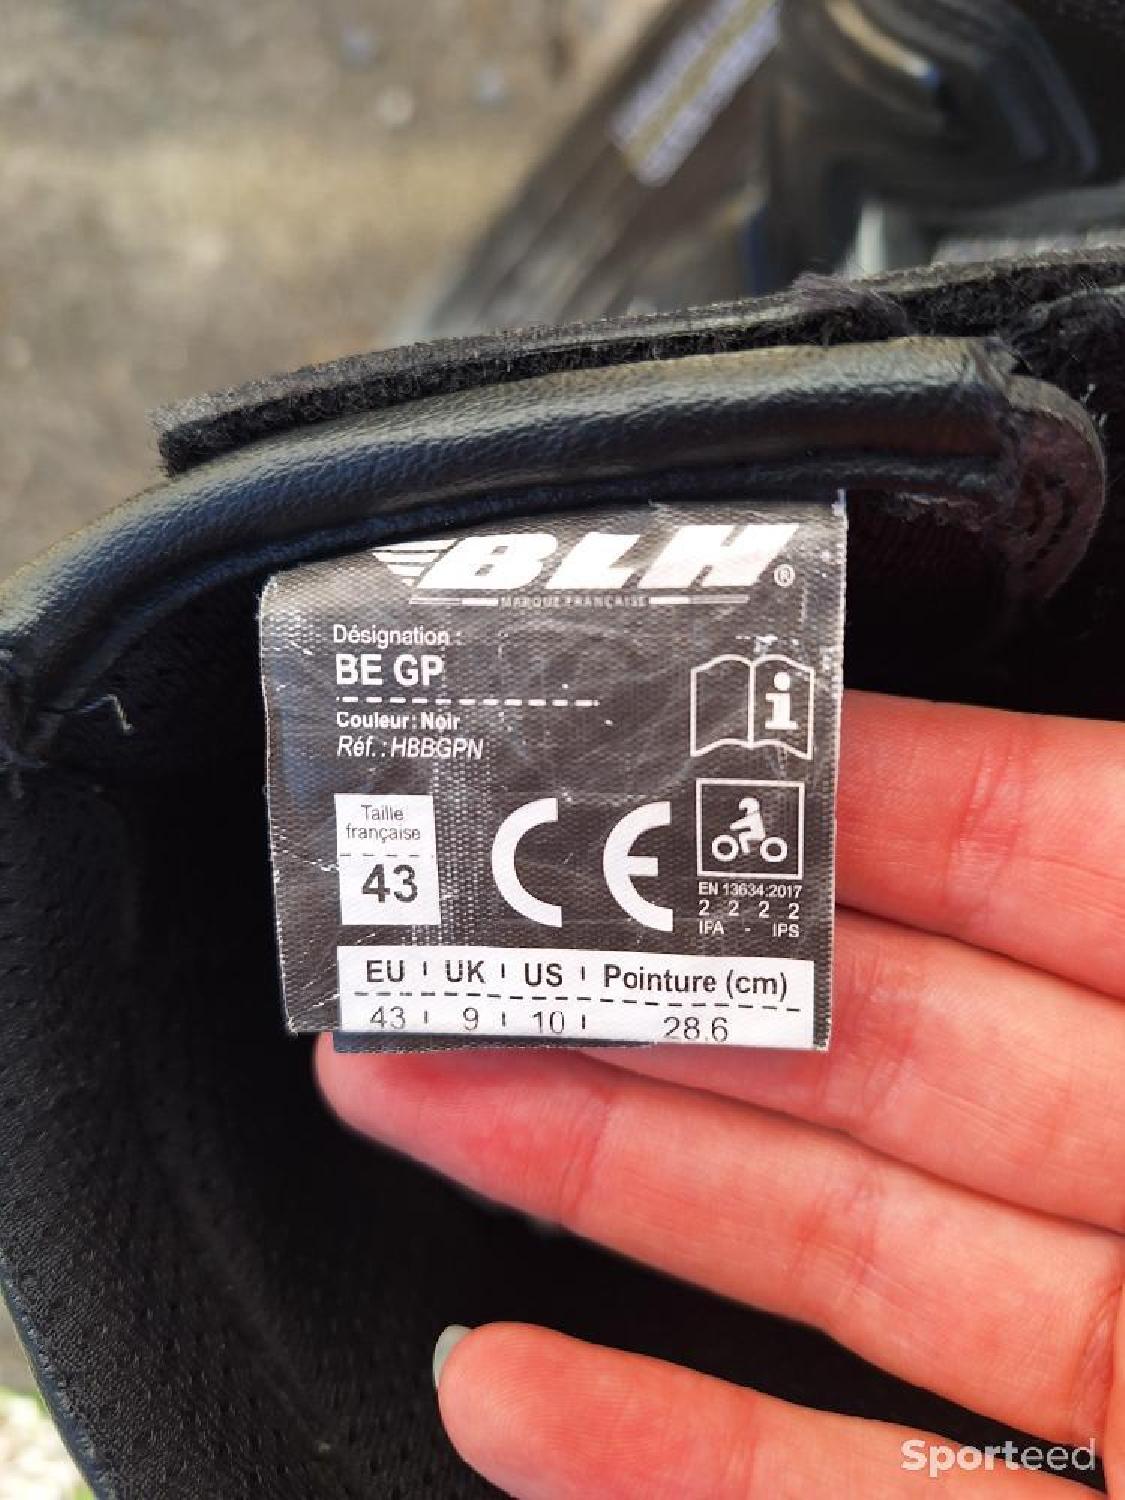 BLH®
MARQUE FRANÇAISE
Désignation :
BE GP
Couleur : Noir
Réf. : HBBGPN
i
Taille
française
43
CE
EN 13634:2017
2 2 2 2
IPA - IPS
EU UK US Pointure (cm)
43 9 10 28.6
Sporteed